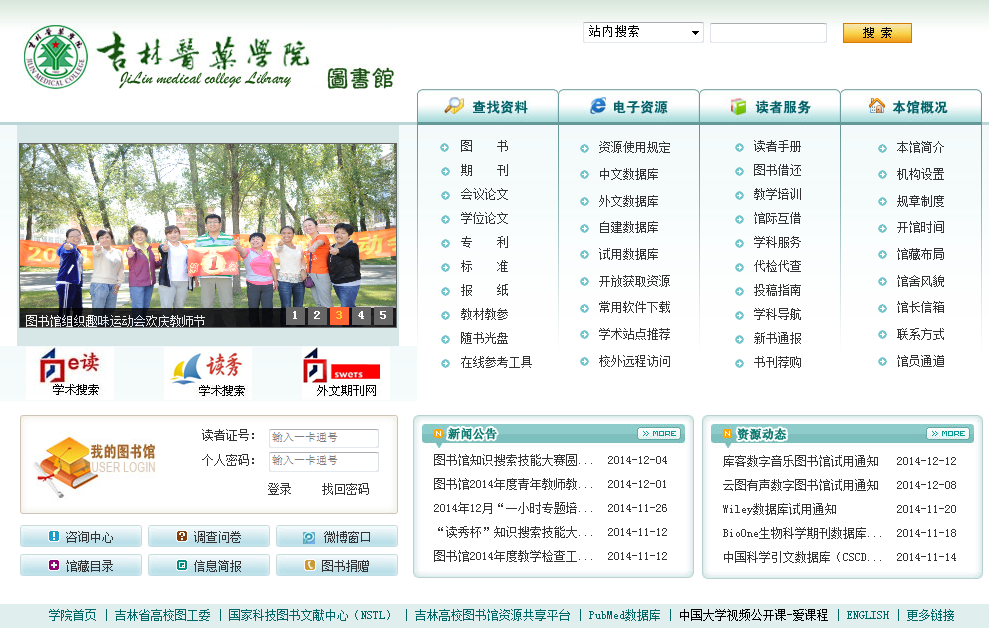 站内搜索
搜 索
吉林醫药學院
JiLin medical college Library
圖書館
JILIN MEDICAL COLLEGE
查找资料
电子资源
读者服务
本馆概况
图 书
期 刊
会议论文
学位论文
专 利
标 准
报 纸
教材教参
随书光盘
在线参考工具
资源使用规定
中文数据库
外文数据库
自建数据库
试用数据库
开放获取资源
常用软件下载
学术站点推荐
校外远程访问
读者手册
图书借还
教学培训
馆际互借
学科服务
代检代查
投稿指南
学科导航
新书通报
书刊荐购
本馆简介
机构设置
规章制度
开馆时间
馆藏布局
馆舍风貌
馆长信箱
联系方式
馆员通道
图书馆组织趣味运动会欢庆教师节
1 2 3 4 5
e读
学术搜索
读秀
学术搜索
swets
外文期刊网
我的图书馆
USER LOGIN
读者证号：
输入一卡通号
个人密码：
输入一卡通号
登录 找回密码
咨询中心
调查问卷
微博窗口
馆藏目录
信息简报
图书捐赠
新闻公告
>> MORE
图书馆知识搜索技能大赛圆... 2014-12-04
图书馆2014年度青年教师教... 2014-12-01
2014年12月“一小时专题培... 2014-11-26
“读秀杯”知识搜索技能大... 2014-11-12
图书馆2014年度教学检查工... 2014-11-12
资源动态
>> MORE
库客数字音乐图书馆试用通知 2014-12-12
云图有声数字图书馆试用通知 2014-12-08
Wiley数据库试用通知 2014-11-20
BioOne生物科学期刊数据库... 2014-11-18
中国科学引文数据库（CSCD... 2014-11-14
学院首页 | 吉林省高校图工委 | 国家科技图书文献中心（NSTL） | 吉林高校图书馆资源共享平台 | PubMed数据库 | 中国大学视频公开课-爱课程 | ENGLISH | 更多链接